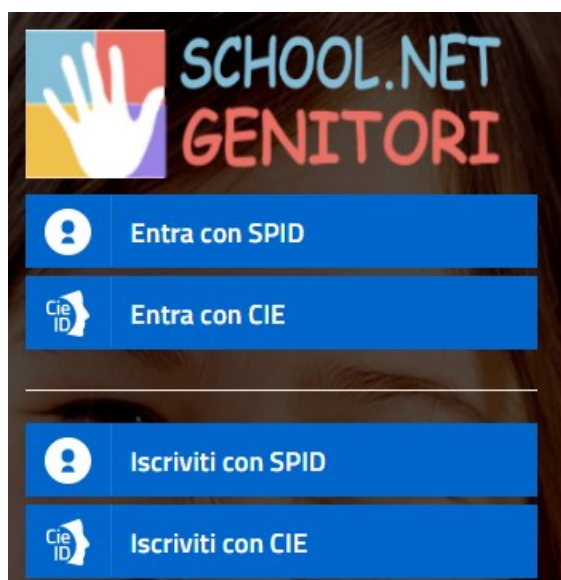 SCHOOL.NET
GENITORI
Entra con SPID
Cie
ID
Entra con CIE
Iscriviti con SPID
Cie
ID
Iscriviti con CIE